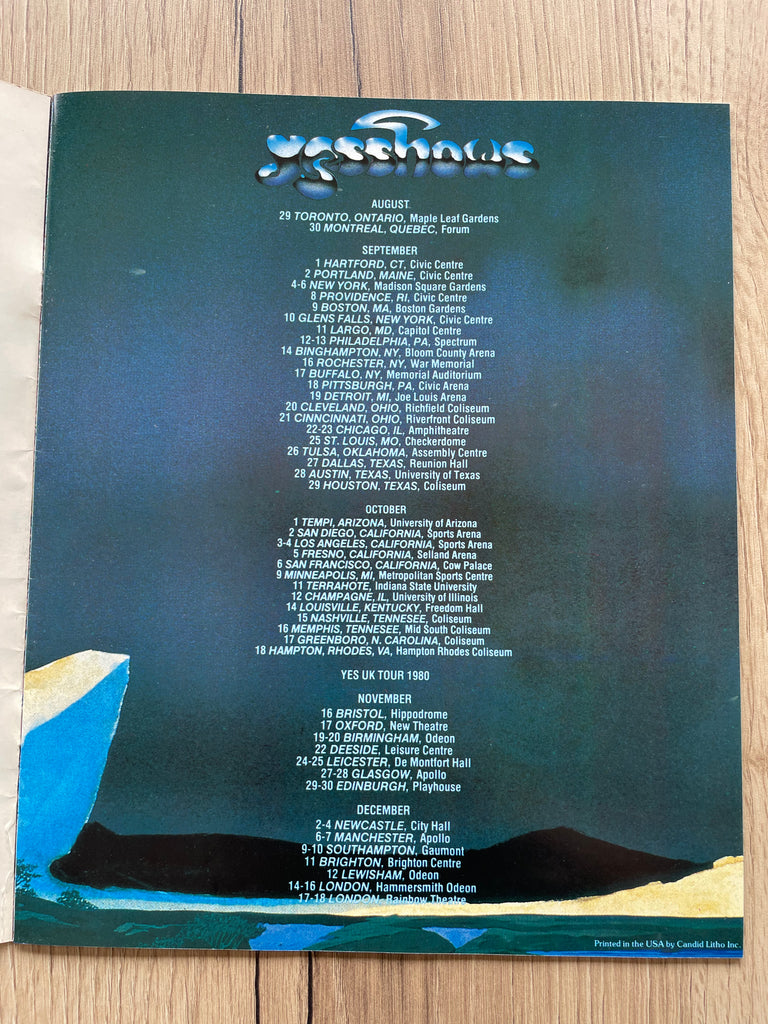 yesshows
AUGUST
29 TORONTO, ONTARIO, Maple Leaf Gardens
30 MONTREAL, QUEBEC, Forum
SEPTEMBER
1 HARTFORD, CT, Civic Centre
2 PORTLAND, MAINE, Civic Centre
4-6 NEW YORK, Madison Square Gardens
8 PROVIDENCE, RI, Civic Centre
9 BOSTON, MA, Boston Gardens
10 GLENS FALLS, NEW YORK, Civic Centre
11 LARGO, MD, Capitol Centre
12-13 PHILADELPHIA, PA, Spectrum
14 BINGHAMPTON, NY, Bloom County Arena
16 ROCHESTER, NY, War Memorial
17 BUFFALO, NY, Memorial Auditorium
18 PITTSBURGH, PA, Civic Arena
19 DETROIT, MI, Joe Louis Arena
20 CLEVELAND, OHIO, Richfield Coliseum
21 CINNCINNATI, OHIO, Riverfront Coliseum
22-23 CHICAGO, IL, Amphitheatre
25 ST. LOUIS, MO, Checkerdome
26 TULSA, OKLAHOMA, Assembly Centre
27 DALLAS, TEXAS, Reunion Hall
28 AUSTIN, TEXAS, University of Texas
29 HOUSTON, TEXAS, Coliseum
OCTOBER
1 TEMPI, ARIZONA, University of Arizona
2 SAN DIEGO, CALIFORNIA, Sports Arena
3-4 LOS ANGELES, CALIFORNIA, Sports Arena
5 FRESNO, CALIFORNIA, Selland Arena
6 SAN FRANCISCO, CALIFORNIA, Cow Palace
9 MINNEAPOLIS, MI, Metropolitan Sports Centre
11 TERRAHOTE, Indiana State University
12 CHAMPAGNE, IL, University of Illinois
14 LOUISVILLE, KENTUCKY, Freedom Hall
15 NASHVILLE, TENNESEE, Coliseum
16 MEMPHIS, TENNESEE, Mid South Coliseum
17 GREENBORO, N. CAROLINA, Coliseum
18 HAMPTON, RHODES, VA, Hampton Rhodes Coliseum
YES UK TOUR 1980
NOVEMBER
16 BRISTOL, Hippodrome
17 OXFORD, New Theatre
19-20 BIRMINGHAM, Odeon
22 DEESIDE, Leisure Centre
24-25 LEICESTER, De Montfort Hall
27-28 GLASGOW, Apollo
29-30 EDINBURGH, Playhouse
DECEMBER
2-4 NEWCASTLE, City Hall
6-7 MANCHESTER, Apollo
9-10 SOUTHAMPTON, Gaumont
11 BRIGHTON, Brighton Centre
12 LEWISHAM, Odeon
14-16 LONDON, Hammersmith Odeon
17-18 LONDON, Rainbow Theatre
Printed in the USA by Candid Litho Inc.